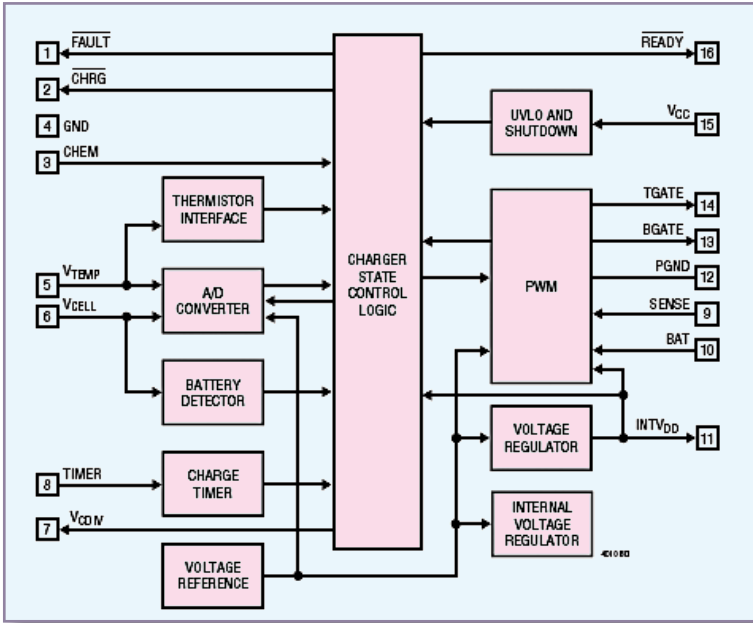 FAULT
1
CHRG
2
4
GND
CHEM
3
THERMISTOR
INTERFACE
VTEMP
5
VCELL
6
A/D
CONVERTER
BATTERY
DETECTOR
TIMER
8
CHARGE
TIMER
VCDIV
7
VOLTAGE
REFERENCE
CHARGER
STATE
CONTROL
LOGIC
READY
16
UVLO AND
SHUTDOWN
VCC
15
PWM
TGATE
14
BGATE
13
PGND
12
SENSE
9
BAT
10
VOLTAGE
REGULATOR
INTVDD
11
INTERNAL
VOLTAGE
REGULATOR